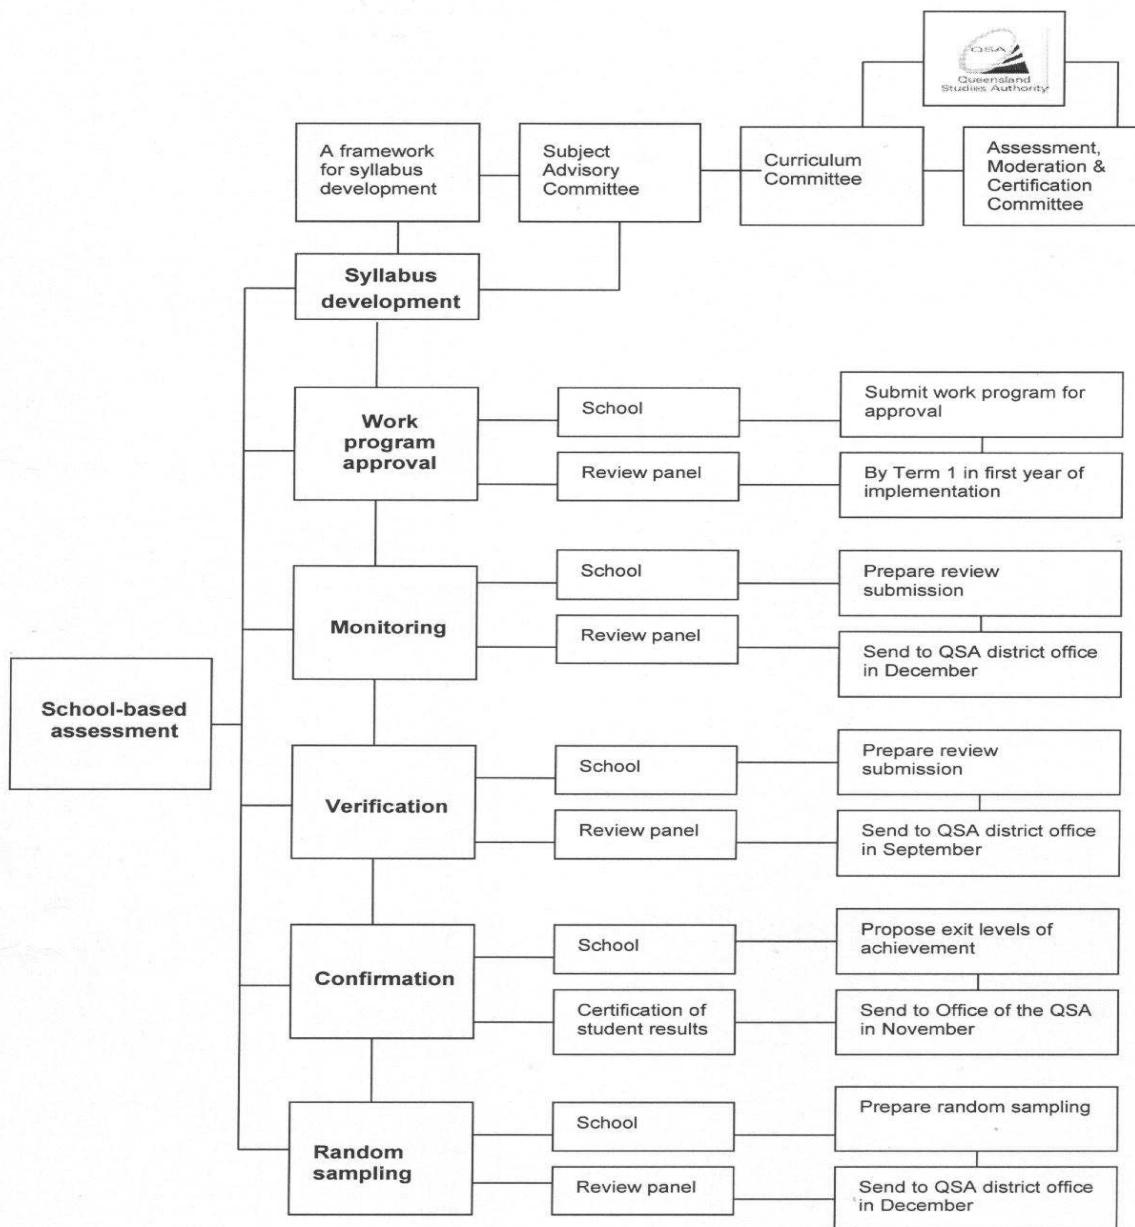 QSA
Queensland
Studies Authority
A framework
for syllabus
development
Subject
Advisory
Committee
Curriculum
Committee
Assessment,
Moderation &
Certification
Committee
Syllabus
development
Work
program
approval
School
Submit work program for
approval
Review panel
By Term 1 in first year of
implementation
Monitoring
School
Prepare review
submission
Review panel
Send to QSA district office
in December
School-based
assessment
Verification
School
Prepare review
submission
Review panel
Send to QSA district office
in September
Confirmation
School
Propose exit levels of
achievement
Certification of
student results
Send to Office of the QSA
in November
Random
sampling
School
Prepare random sampling
Review panel
Send to QSA district office
in December